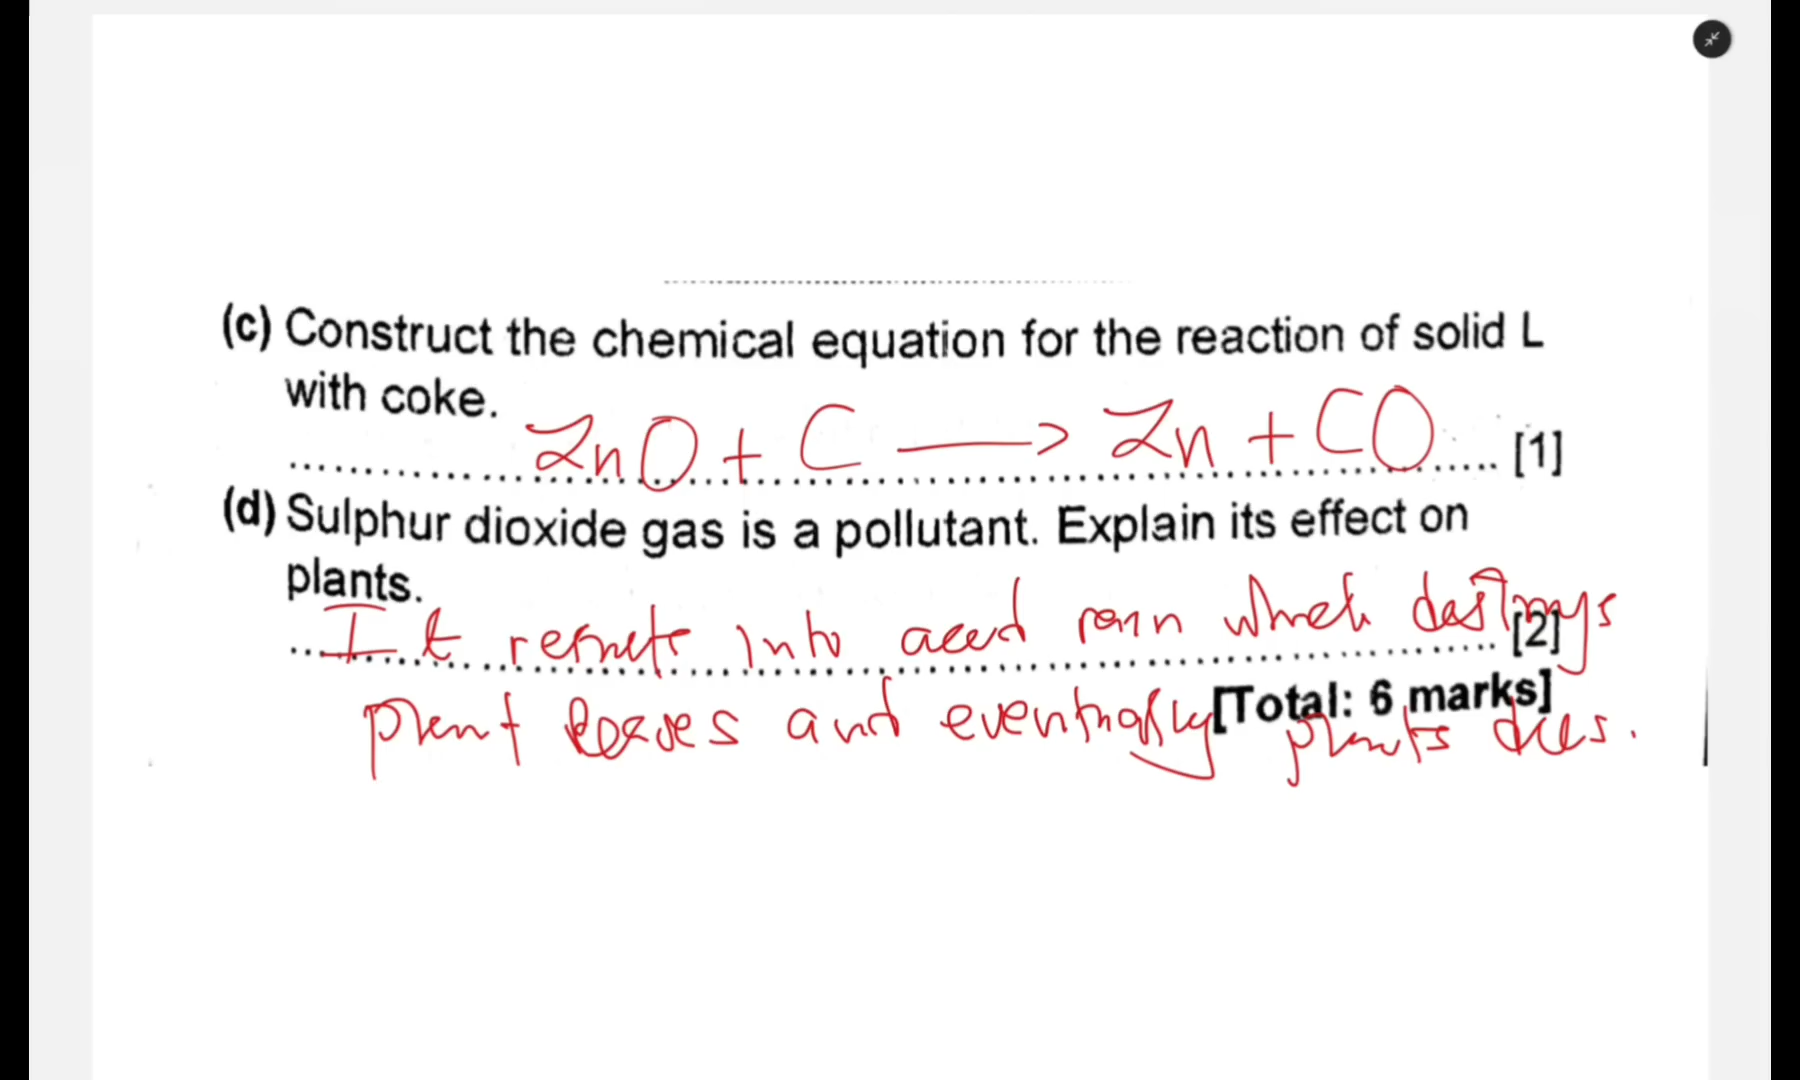 (c) Construct the chemical equation for the reaction of solid L
with coke.
ZnO + C → Zn + CO [1]
(d) Sulphur dioxide gas is a pollutant. Explain its effect on
plants.
It results into acid rain which destroys [2]
[Total: 6 marks]
plant leaves and eventually plants dies.